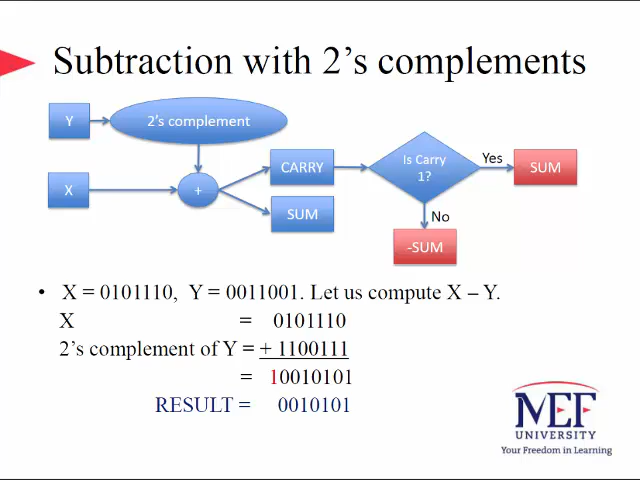 Subtraction with 2's complements
Y
2's complement
X
+
CARRY
SUM
Is Carry
1?
Yes
SUM
No
-SUM
• X = 0101110, Y = 0011001. Let us compute X – Y.
X = 0101110
2's complement of Y = + 1100111
= 10010101
RESULT = 0010101
MEF
UNIVERSITY
Your Freedom in Learning